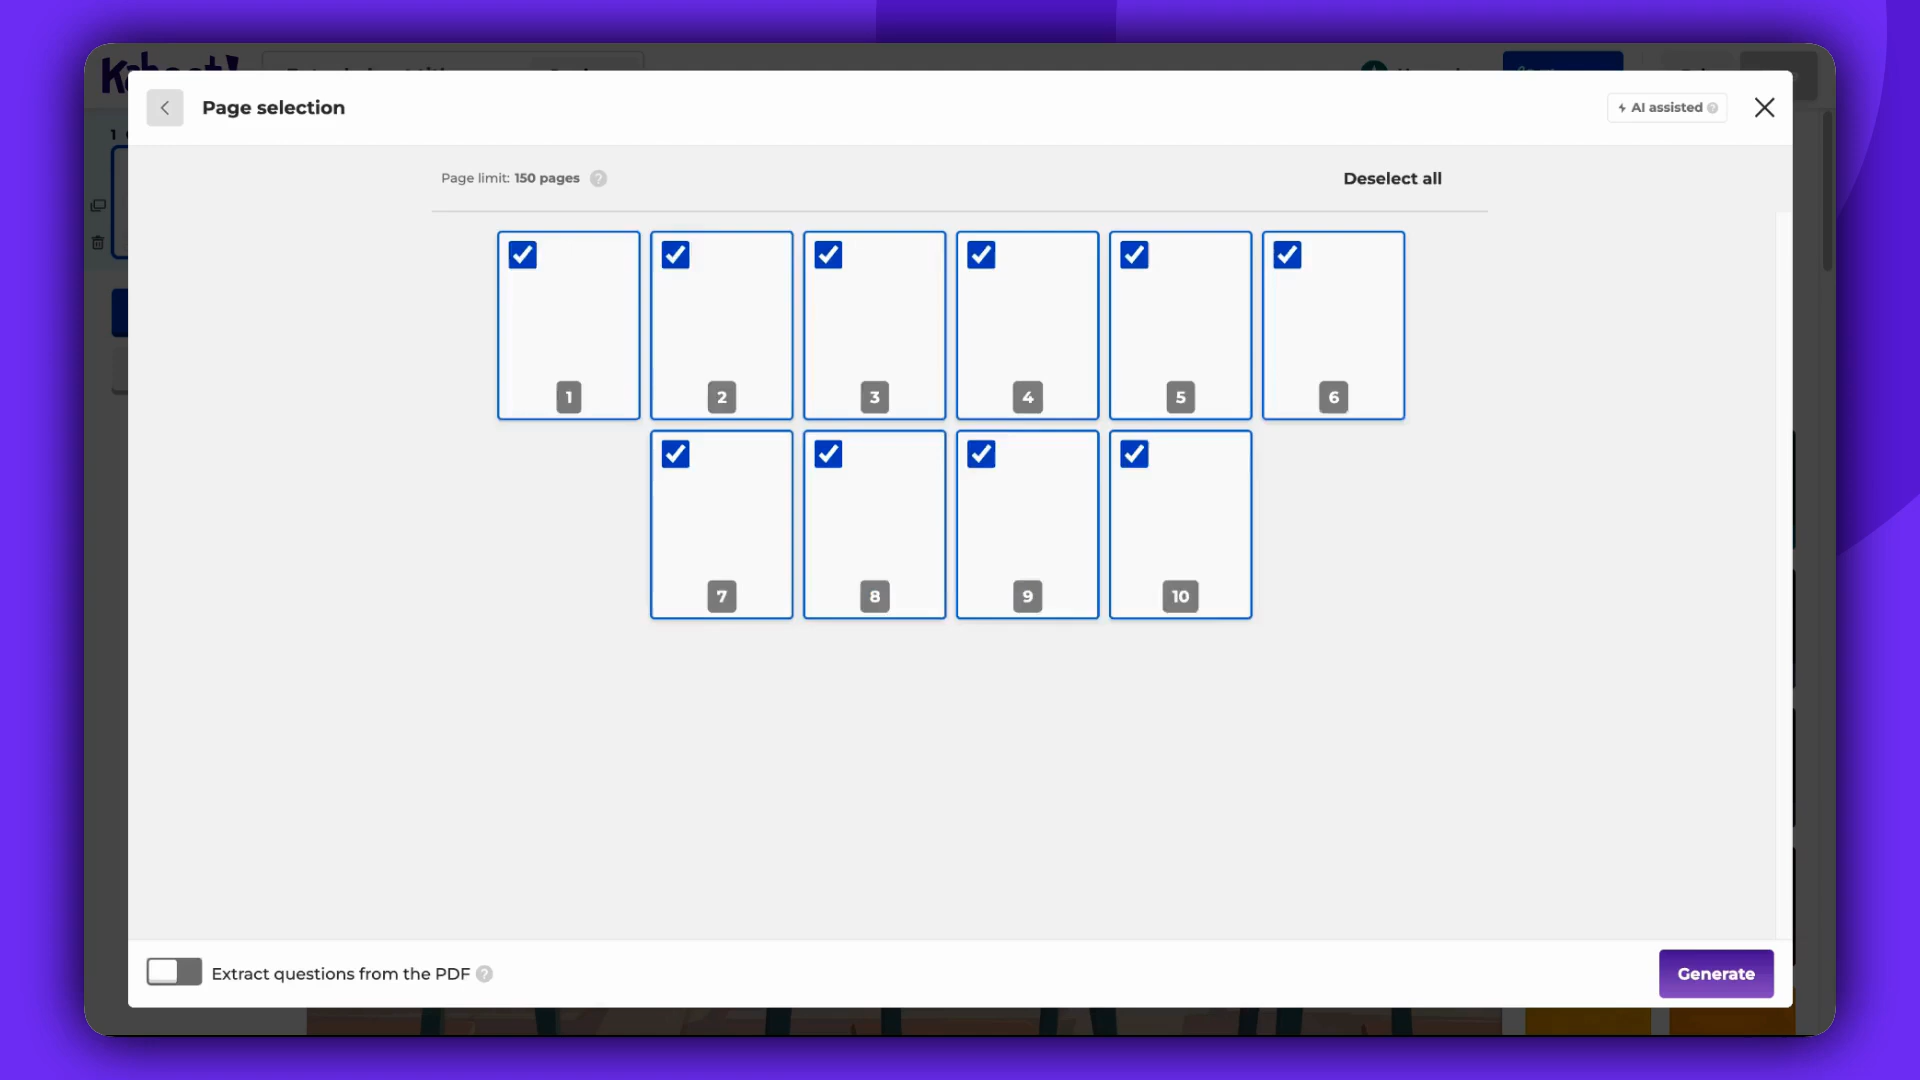 Page selection
AI assisted
Page limit: 150 pages
Deselect all
1
2
3
4
5
6
7
8
9
10
Extract questions from the PDF
Generate